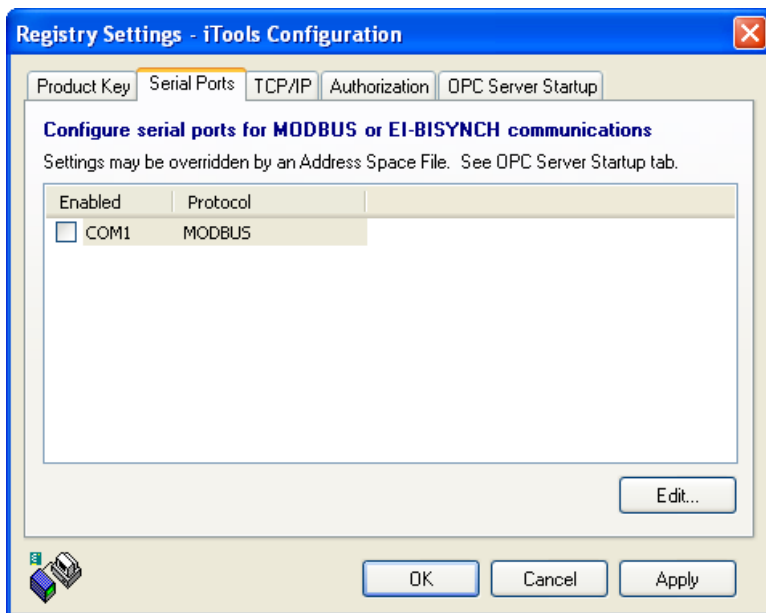 Registry Settings - iTools Configuration
Product Key Serial Ports TCP/IP Authorization OPC Server Startup
Configure serial ports for MODBUS or EI-BISYNCH communications
Settings may be overridden by an Address Space File. See OPC Server Startup tab.
Enabled Protocol
COM1 MODBUS
Edit...
OK Cancel Apply